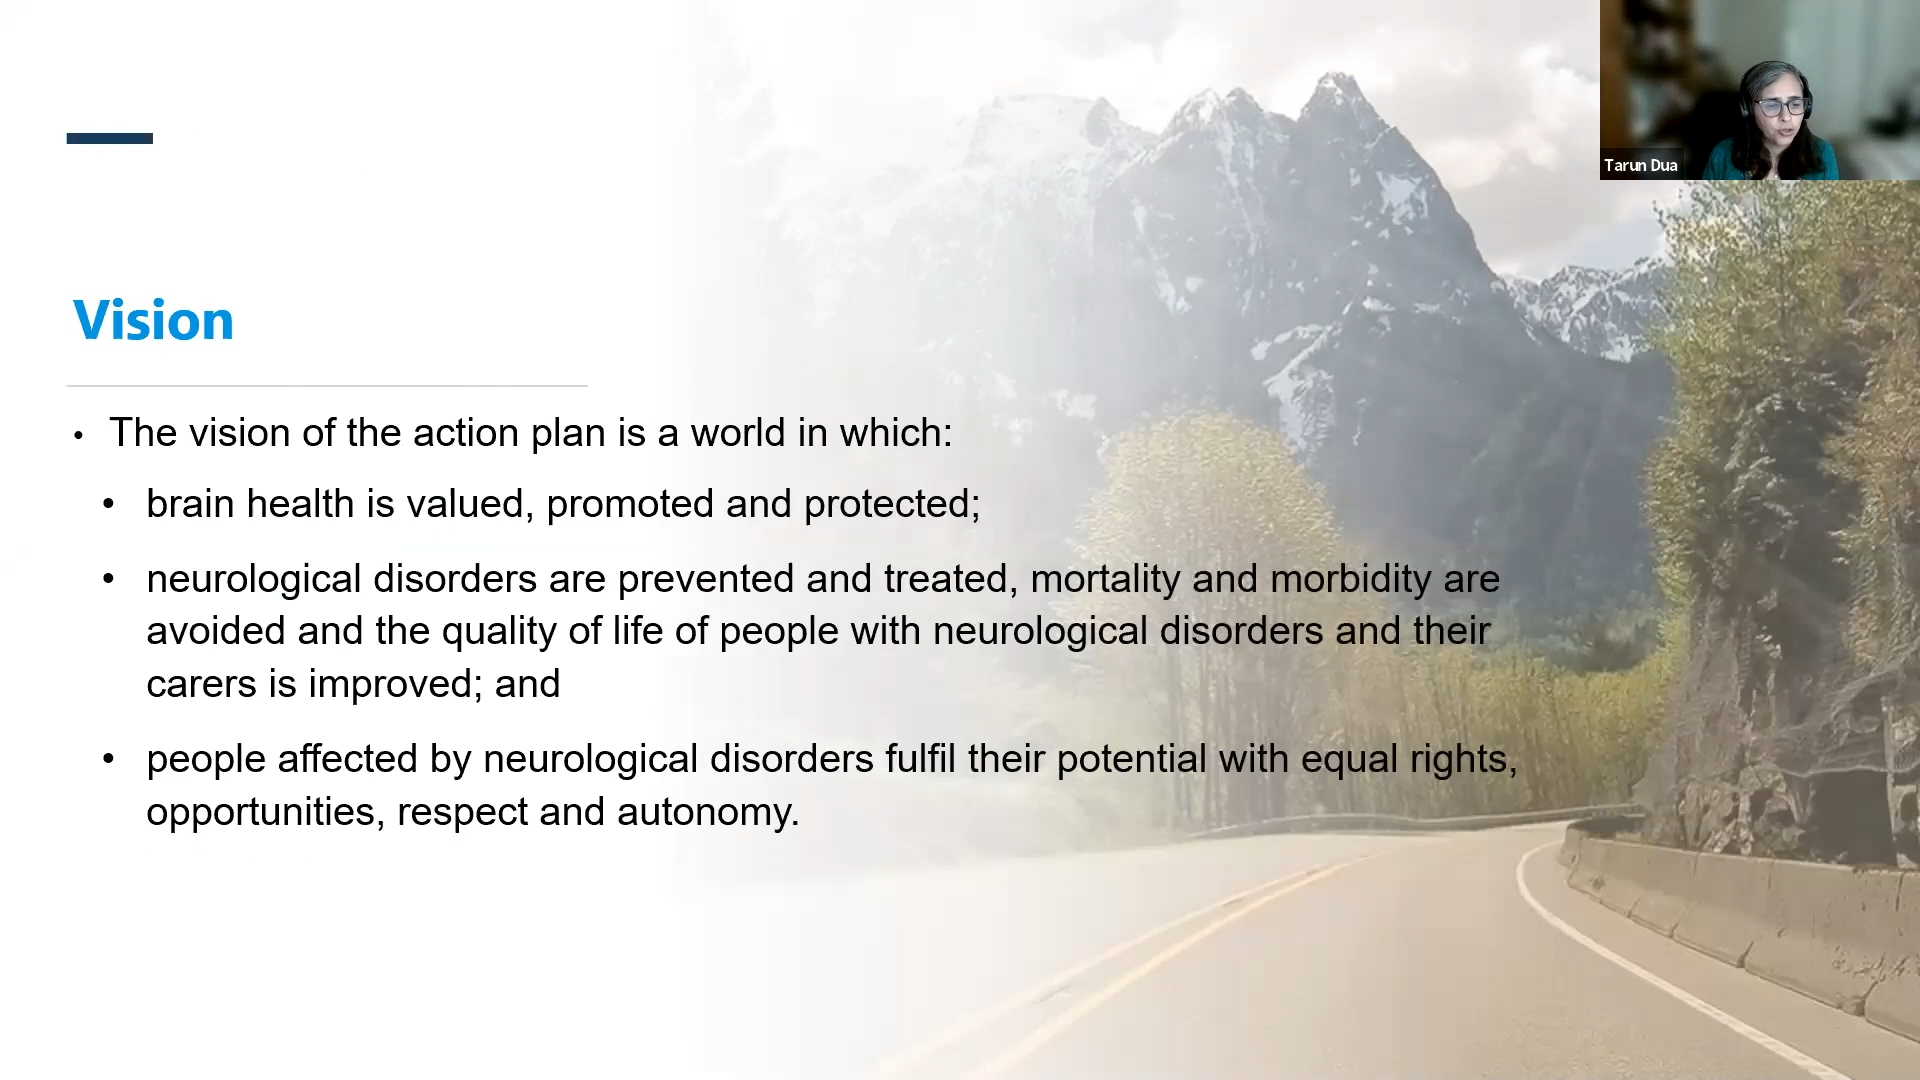 Tarun Dua
Vision
• The vision of the action plan is a world in which:
• brain health is valued, promoted and protected;
• neurological disorders are prevented and treated, mortality and morbidity are
avoided and the quality of life of people with neurological disorders and their
carers is improved; and
• people affected by neurological disorders fulfil their potential with equal rights,
opportunities, respect and autonomy.